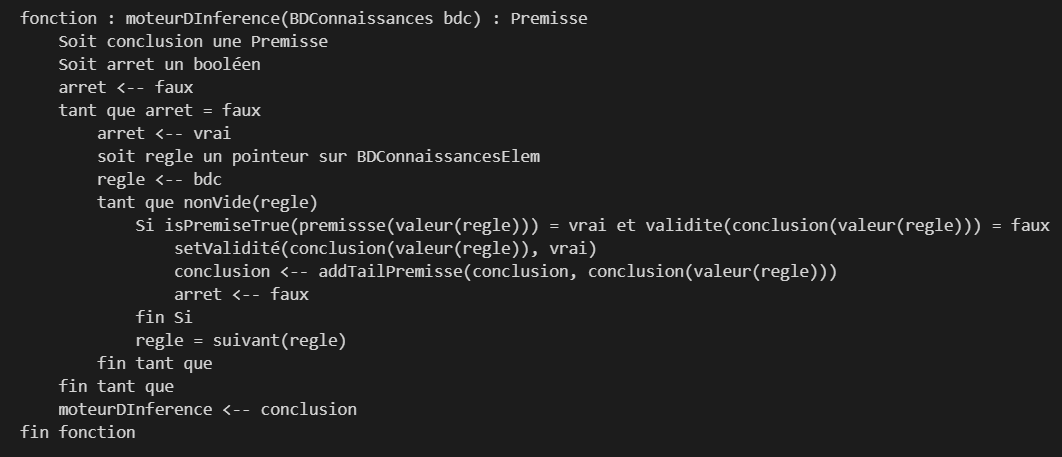 fonction : moteurDInference(BDConnaissances bdc) : Premisse
    Soit conclusion une Premisse
    Soit arret un booléen
    arret <-- faux
    tant que arret = faux
        arret <-- vrai
        soit regle un pointeur sur BDConnaissancesElem
        regle <-- bdc
        tant que nonVide(regle)
            Si isPremiseTrue(premissse(valeur(regle))) = vrai et validite(conclusion(valeur(regle))) = faux
                setValidité(conclusion(valeur(regle)), vrai)
                conclusion <-- addTailPremisse(conclusion, conclusion(valeur(regle)))
                arret <-- faux
            fin Si
            regle = suivant(regle)
        fin tant que
    fin tant que
    moteurDInference <-- conclusion
fin fonction